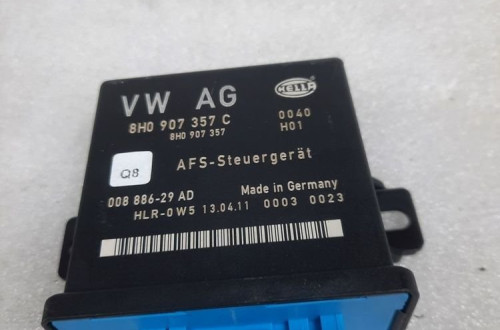 VW AG
HELLA
8H0 907 357 C
8H0 907 357
0040
H01
Q8
AFS-Steuergerät
008 886-29 AD
Made in Germany
HLR-0W5 13.04.11 0003 0023